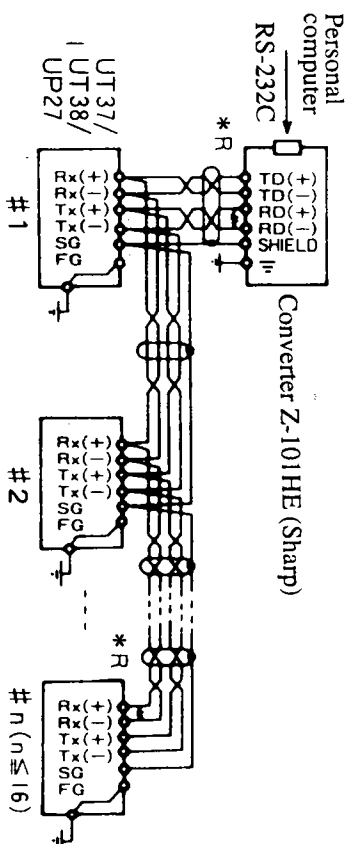 Personal
computer
RS-232C
*R
TD(+)
TD(−)
RD(+)
RD(−)
SHIELD
Converter Z-101HE (Sharp)
UT37/
UT38/
UP27
Rx(+)
Rx(−)
Tx(+)
Tx(−)
SG
FG
#1
Rx(+)
Rx(−)
Tx(+)
Tx(−)
SG
FG
#2
*R
Rx(+)
Rx(−)
Tx(+)
Tx(−)
SG
FG
#n(n≦16)